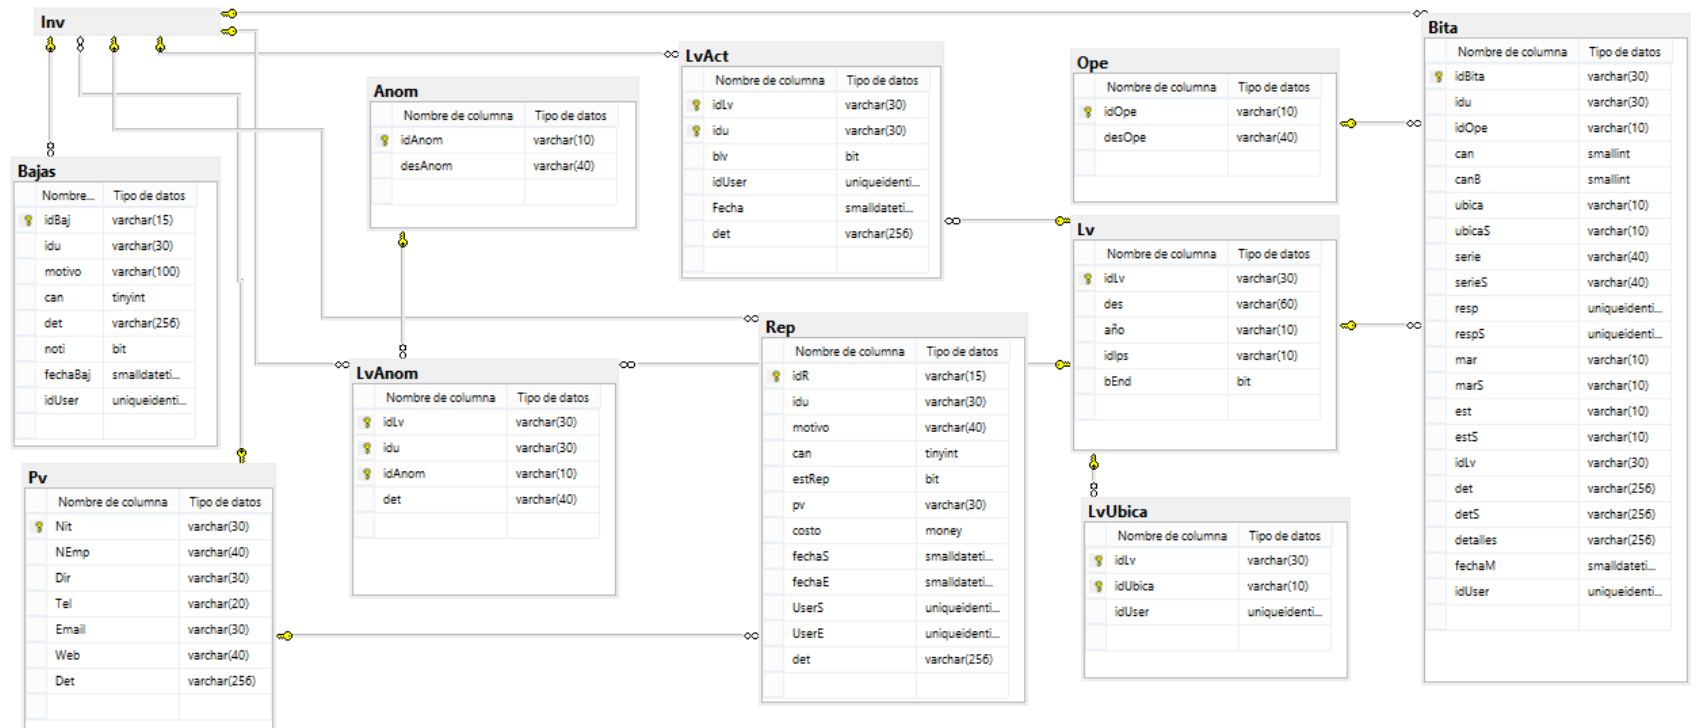 Inv
Bajas
Nombre... Tipo de datos
idBaj varchar(15)
idu varchar(30)
motivo varchar(100)
can tinyint
det varchar(256)
noti bit
fechaBaj smalldateti...
idUser uniqueidenti...
Pv
Nombre de columna Tipo de datos
Nit varchar(30)
NEmp varchar(40)
Dir varchar(30)
Tel varchar(20)
Email varchar(30)
Web varchar(40)
Det varchar(256)
Anom
Nombre de columna Tipo de datos
idAnom varchar(10)
desAnom varchar(40)
LvAnom
Nombre de columna Tipo de datos
idLv varchar(30)
idu varchar(30)
idAnom varchar(10)
det varchar(40)
LvAct
Nombre de columna Tipo de datos
idLv varchar(30)
idu varchar(30)
blv bit
idUser uniqueidenti...
Fecha smalldateti...
det varchar(256)
Rep
Nombre de columna Tipo de datos
idR varchar(15)
idu varchar(30)
motivo varchar(40)
can tinyint
estRep bit
pv varchar(30)
costo money
fechaS smalldateti...
fechaE smalldateti...
UserS uniqueidenti...
UserE uniqueidenti...
det varchar(256)
Ope
Nombre de columna Tipo de datos
idOpe varchar(10)
desOpe varchar(40)
Lv
Nombre de columna Tipo de datos
idLv varchar(30)
des varchar(60)
año varchar(10)
idIps varchar(10)
bEnd bit
LvUbica
Nombre de columna Tipo de datos
idLv varchar(30)
idUbica varchar(10)
idUser uniqueidenti...
Bita
Nombre de columna Tipo de datos
idBita varchar(30)
idu varchar(30)
idOpe varchar(10)
can smallint
canB smallint
ubica varchar(10)
ubicaS varchar(10)
serie varchar(40)
serieS varchar(40)
resp uniqueidenti...
respS uniqueidenti...
mar varchar(10)
marS varchar(10)
est varchar(10)
estS varchar(10)
idLv varchar(30)
det varchar(256)
detS varchar(256)
detalles varchar(256)
fechaM smalldateti...
idUser uniqueidenti...